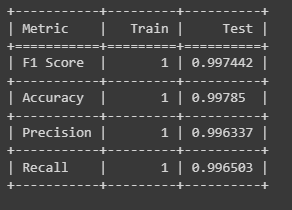 +-----------+---------+----------+
| Metric    |   Train |     Test |
+===========+=========+==========+
| F1 Score  |       1 | 0.997442 |
+-----------+---------+----------+
| Accuracy  |       1 | 0.99785  |
+-----------+---------+----------+
| Precision |       1 | 0.996337 |
+-----------+---------+----------+
| Recall    |       1 | 0.996503 |
+-----------+---------+----------+